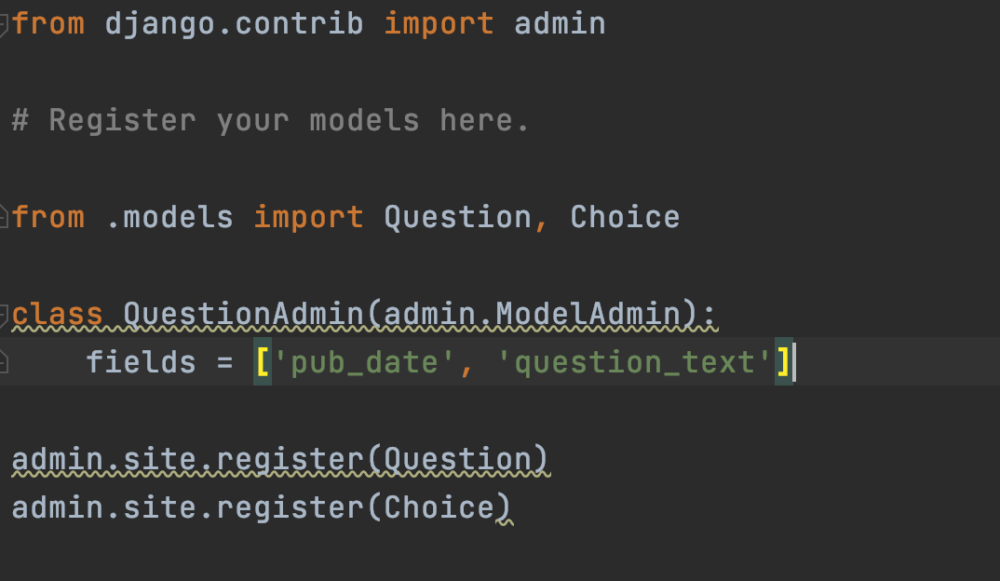 from django.contrib import admin
# Register your models here.
from .models import Question, Choice
class QuestionAdmin(admin.ModelAdmin):
    fields = ['pub_date', 'question_text']
admin.site.register(Question)
admin.site.register(Choice)